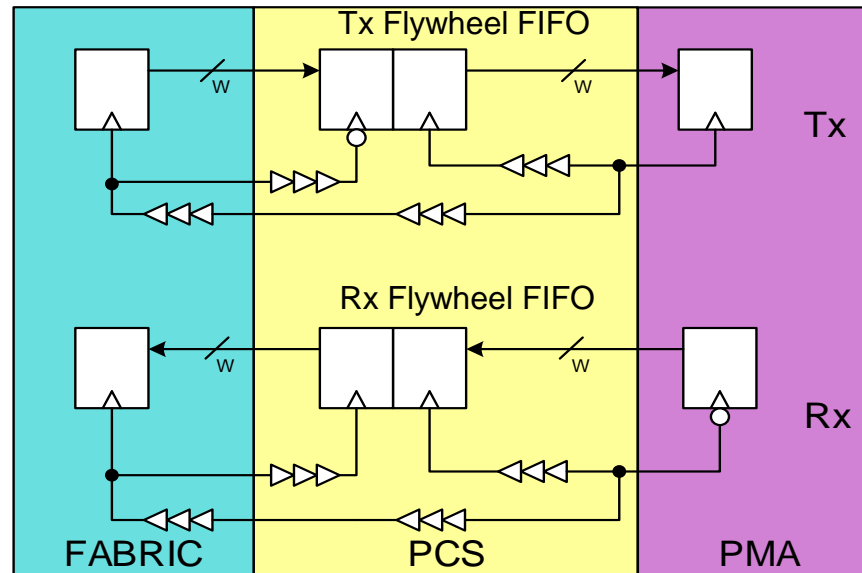 Tx Flywheel FIFO
W
W
Tx
Rx Flywheel FIFO
W
W
Rx
FABRIC
PCS
PMA